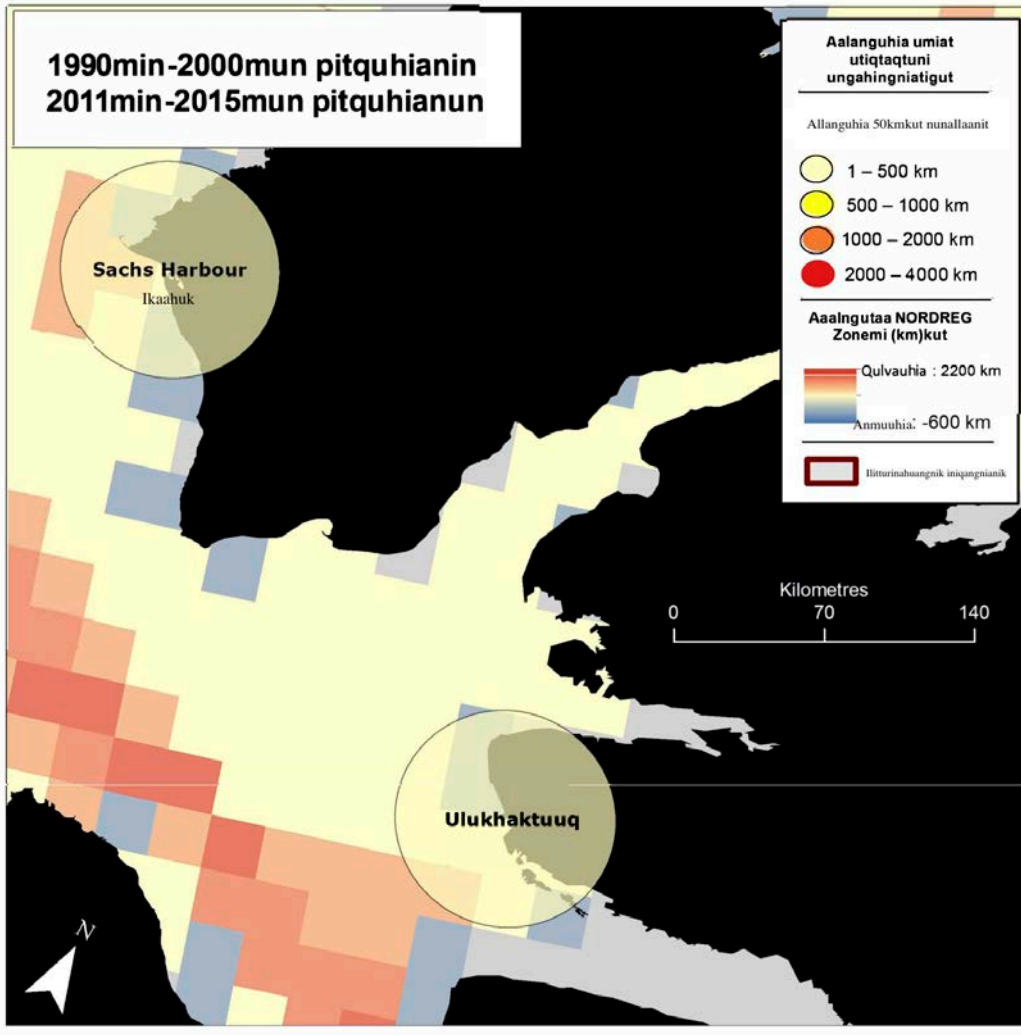 1990min-2000mun pitquhianin
2011min-2015mun pitquhianun
Aalanguhia umiat
utiqtaqtuni
ungahingniatigut
Allanguhia 50kmkut nunallaanit
1 – 500 km
500 – 1000 km
1000 – 2000 km
2000 – 4000 km
Aaalngutaa NORDREG
Zonemi (km)kut
Qulvauhia : 2200 km
Anmuuhia: -600 km
Ilitturinahuangnik iniqangnianik
Sachs Harbour
Ikaahuk
Kilometres
0 70 140
Ulukhaktuuq
N